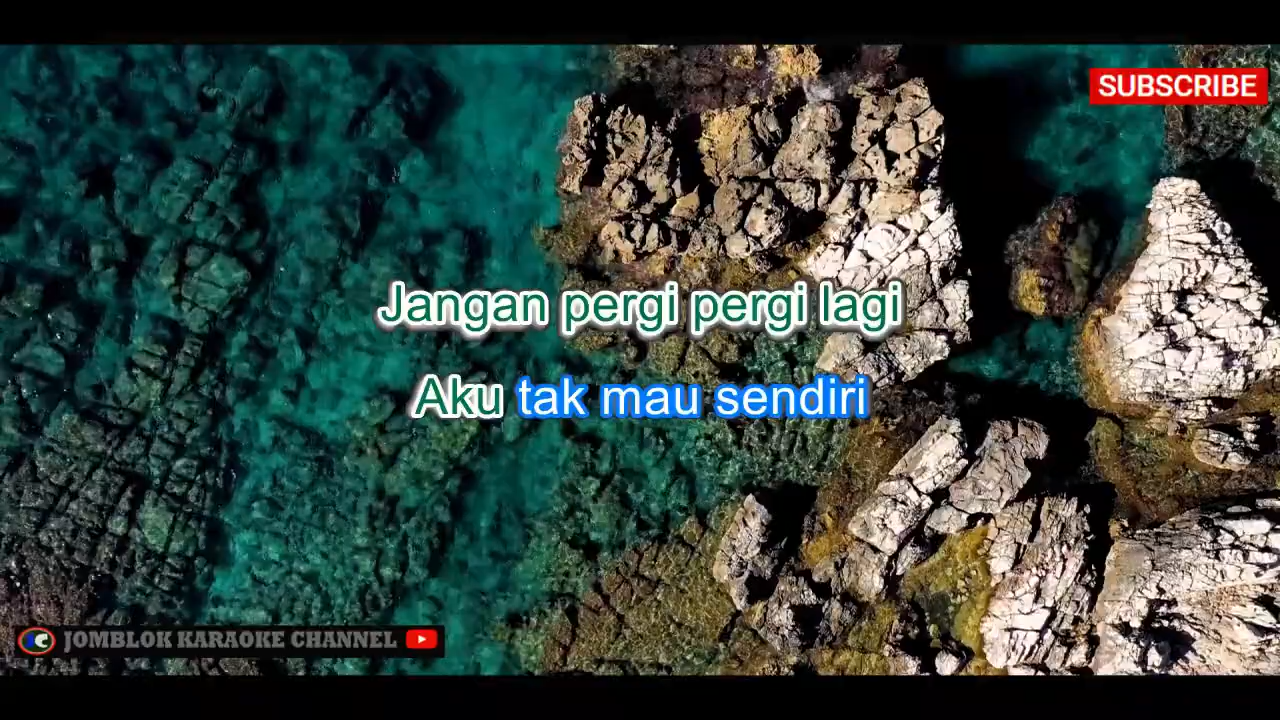 SUBSCRIBE
Jangan pergi pergi lagi
Aku tak mau sendiri
JOMBLOK KARAOKE CHANNEL